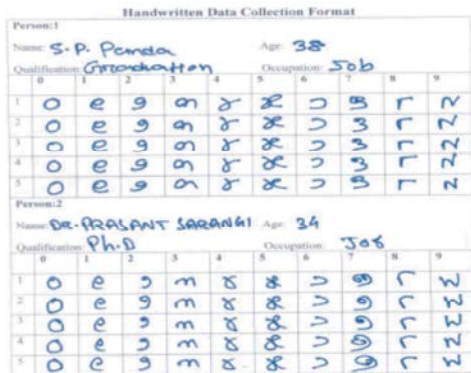 Handwritten Data Collection Format
Person:1
Name: S.P. Panda Age: 38
Qualification: Graduation Occupation: Job
0 1 2 3 4 5 6 7 8 9
1 ୦ ୧ ୨ ୩ ୪ ୫ ୬ ୭ ୮ ୯
2 ୦ ୧ ୨ ୩ ୪ ୫ ୬ ୭ ୮ ୯
3 ୦ ୧ ୨ ୩ ୪ ୫ ୬ ୭ ୮ ୯
4 ୦ ୧ ୨ ୩ ୪ ୫ ୬ ୭ ୮ ୯
5 ୦ ୧ ୨ ୩ ୪ ୫ ୬ ୭ ୮ ୯
Person:2
Name: DR. PRASANT SARANGI Age: 34
Qualification: Ph.D Occupation: JOB
0 1 2 3 4 5 6 7 8 9
1 ୦ ୧ ୨ ୩ ୪ ୫ ୬ ୭ ୮ ୯
2 ୦ ୧ ୨ ୩ ୪ ୫ ୬ ୭ ୮ ୯
3 ୦ ୧ ୨ ୩ ୪ ୫ ୬ ୭ ୮ ୯
4 ୦ ୧ ୨ ୩ ୪ ୫ ୬ ୭ ୮ ୯
5 ୦ ୧ ୨ ୩ ୪ ୫ ୬ ୭ ୮ ୯